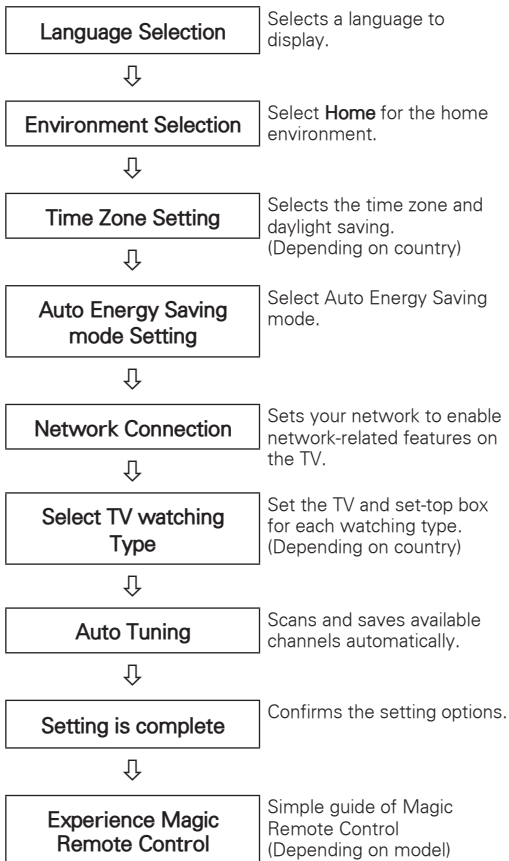 Language Selection
Selects a language to
display.
⇩
Environment Selection
Select Home for the home
environment.
⇩
Time Zone Setting
Selects the time zone and
daylight saving.
(Depending on country)
⇩
Auto Energy Saving
mode Setting
Select Auto Energy Saving
mode.
⇩
Network Connection
Sets your network to enable
network-related features on
the TV.
⇩
Select TV watching
Type
Set the TV and set-top box
for each watching type.
(Depending on country)
⇩
Auto Tuning
Scans and saves available
channels automatically.
⇩
Setting is complete
Confirms the setting options.
⇩
Experience Magic
Remote Control
Simple guide of Magic
Remote Control
(Depending on model)